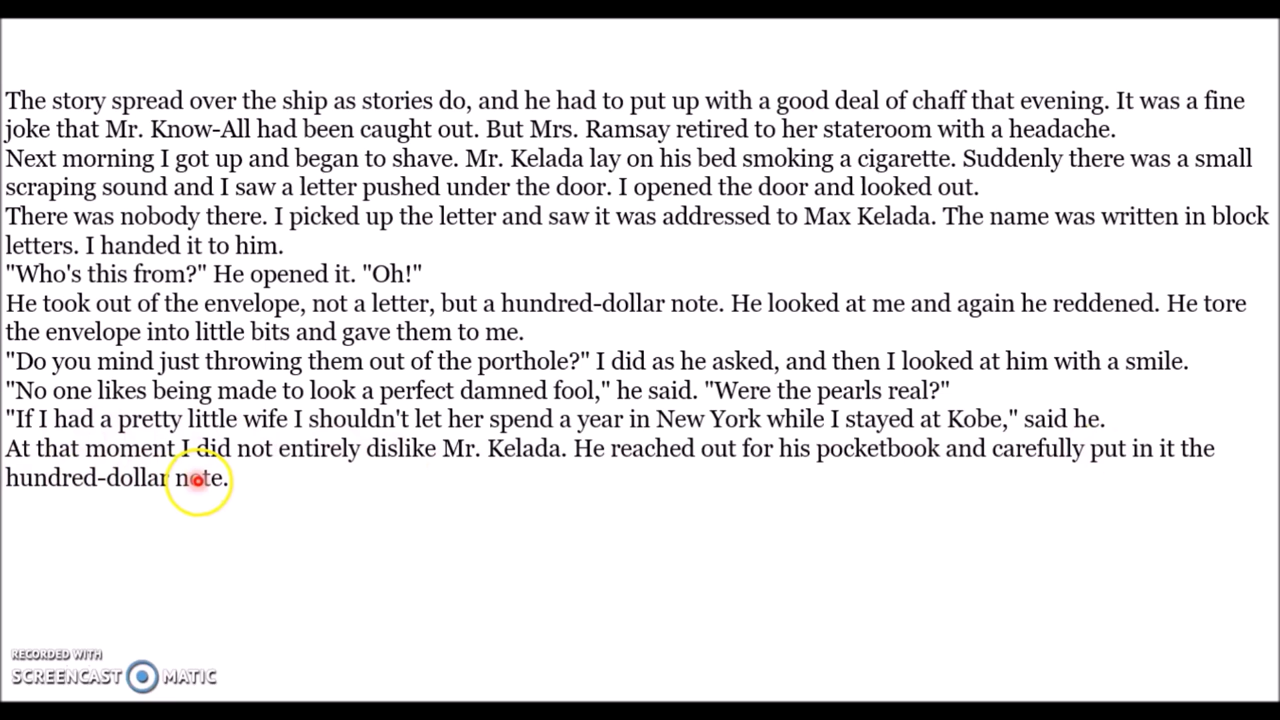 The story spread over the ship as stories do, and he had to put up with a good deal of chaff that evening. It was a fine
joke that Mr. Know-All had been caught out. But Mrs. Ramsay retired to her stateroom with a headache.
Next morning I got up and began to shave. Mr. Kelada lay on his bed smoking a cigarette. Suddenly there was a small
scraping sound and I saw a letter pushed under the door. I opened the door and looked out.
There was nobody there. I picked up the letter and saw it was addressed to Max Kelada. The name was written in block
letters. I handed it to him.
"Who's this from?" He opened it. "Oh!"
He took out of the envelope, not a letter, but a hundred-dollar note. He looked at me and again he reddened. He tore
the envelope into little bits and gave them to me.
"Do you mind just throwing them out of the porthole?" I did as he asked, and then I looked at him with a smile.
"No one likes being made to look a perfect damned fool," he said. "Were the pearls real?"
"If I had a pretty little wife I shouldn't let her spend a year in New York while I stayed at Kobe," said he.
At that moment I did not entirely dislike Mr. Kelada. He reached out for his pocketbook and carefully put in it the
hundred-dollar note.
RECORDED WITH
SCREENCAST MATIC